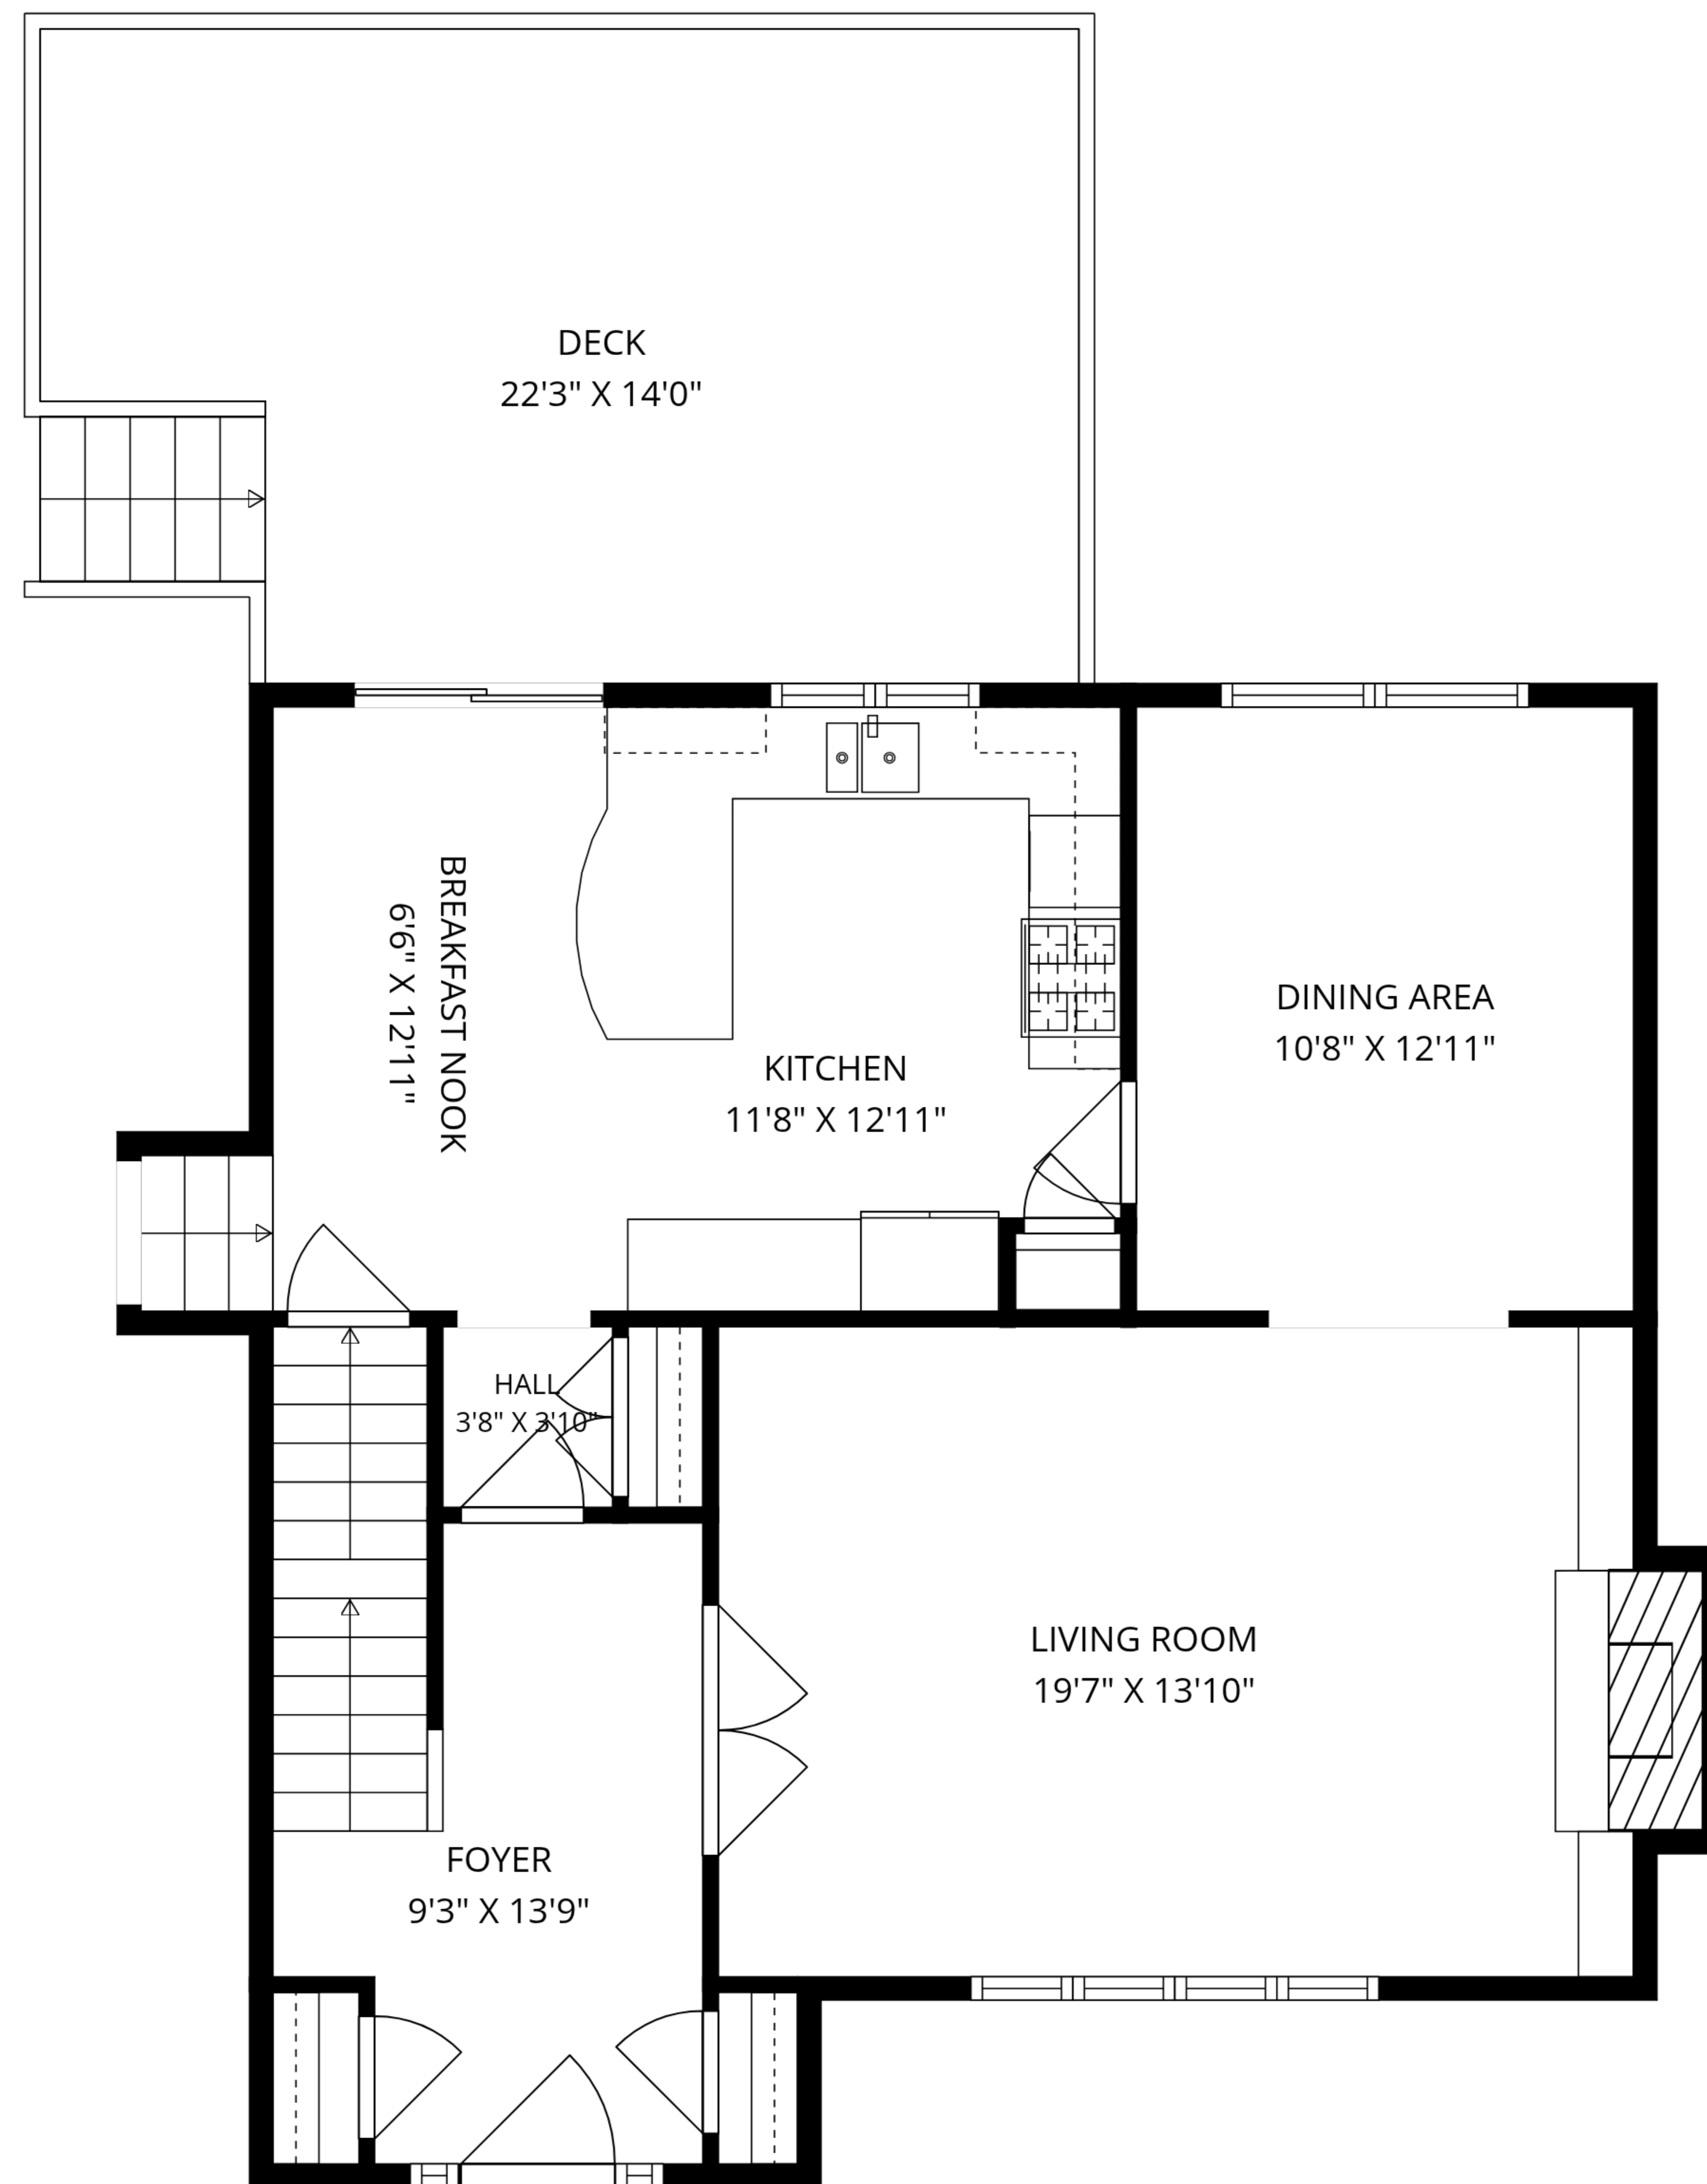 DECK
22'3" X 14'0"
BREAKFAST NOOK
6'6" X 12'11"
KITCHEN
11'8" X 12'11"
DINING AREA
10'8" X 12'11"
HALL
3'8" X 3'10"
LIVING ROOM
19'7" X 13'10"
FOYER
9'3" X 13'9"